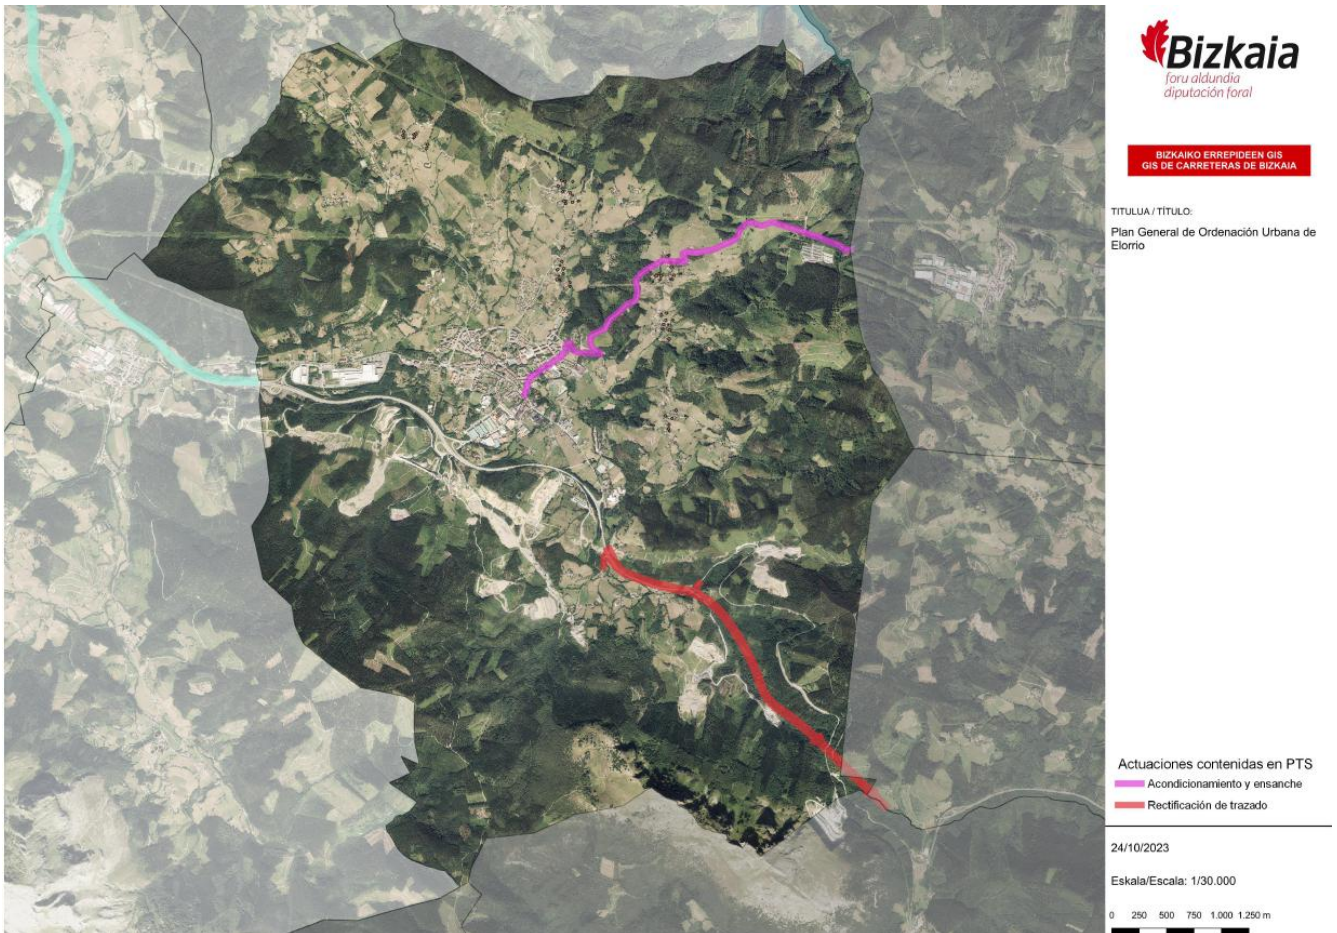 Bizkaia
foru aldundia
diputación foral
BIZKAIKO ERREPIDEEN GIS
GIS DE CARRETERAS DE BIZKAIA
TITULUA / TÍTULO:
Plan General de Ordenación Urbana de
Elorrio
Actuaciones contenidas en PTS
Acondicionamiento y ensanche
Rectificación de trazado
24/10/2023
Eskala/Escala: 1/30.000
0 250 500 750 1.000 1.250 m